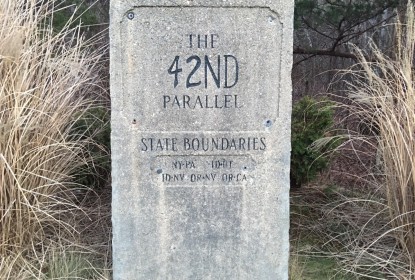 THE
42ND
PARALLEL
STATE BOUNDARIES
NY-PA ID-UT
ID-NV OR-NV OR-CA